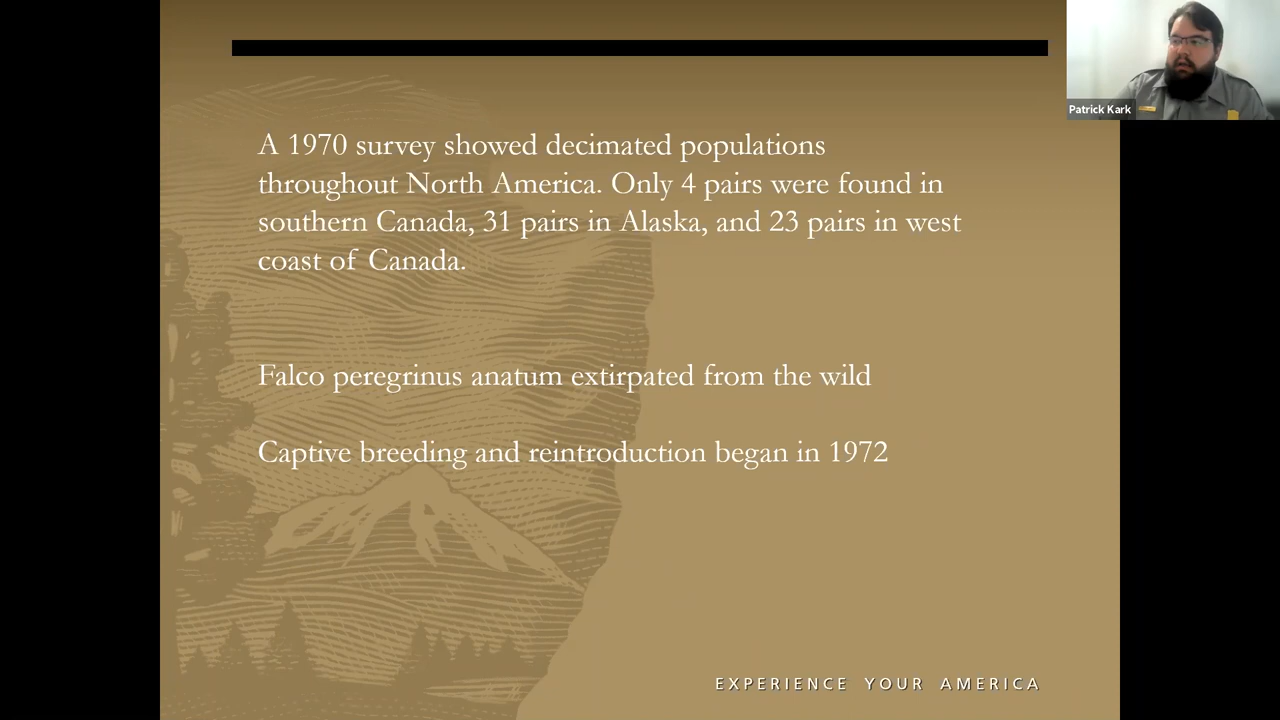 Patrick Kark
A 1970 survey showed decimated populations
throughout North America. Only 4 pairs were found in
southern Canada, 31 pairs in Alaska, and 23 pairs in west
coast of Canada.
Falco peregrinus anatum extirpated from the wild
Captive breeding and reintroduction began in 1972
EXPERIENCE YOUR AMERICA